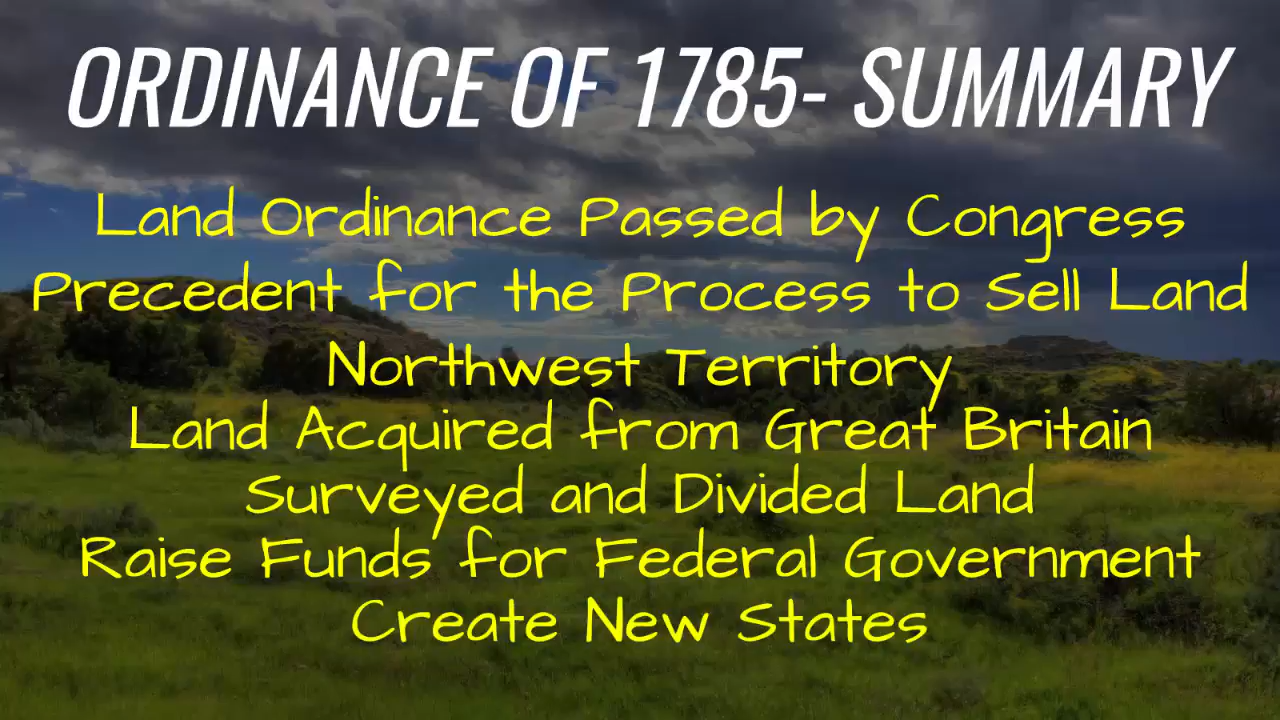 ORDINANCE OF 1785- SUMMARY
Land Ordinance Passed by Congress
Precedent for the Process to Sell Land
Northwest Territory
Land Acquired from Great Britain
Surveyed and Divided Land
Raise Funds for Federal Government
Create New States